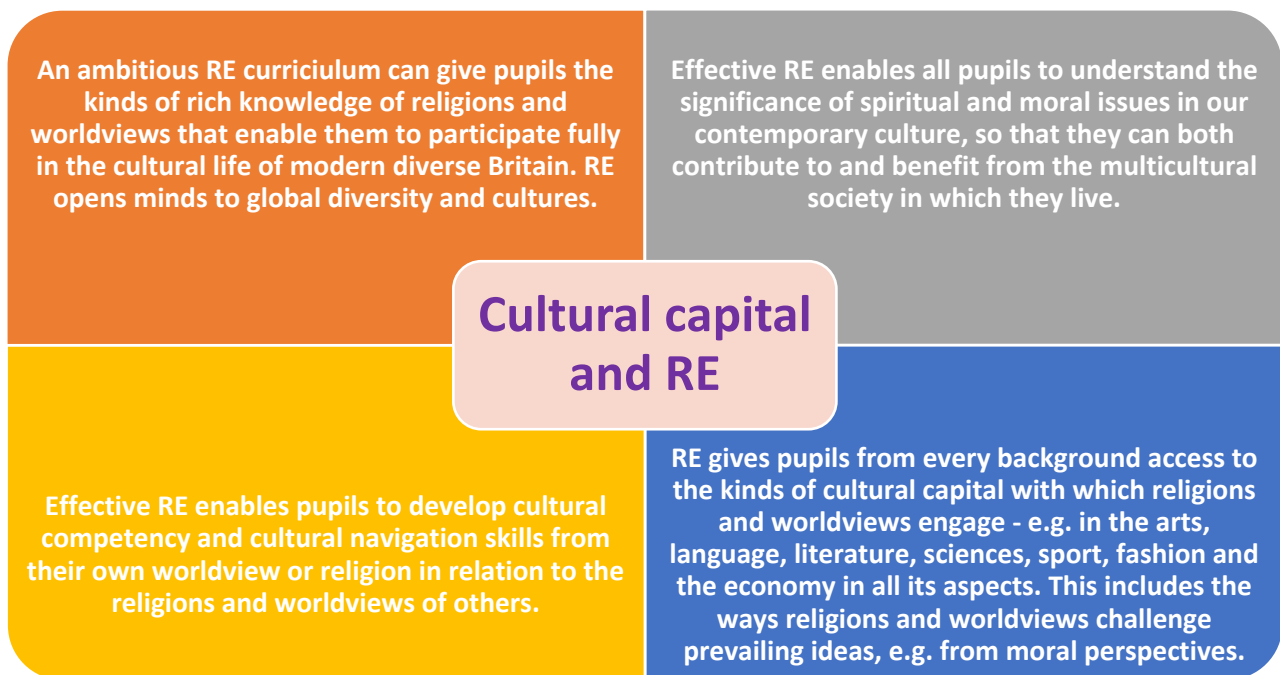 An ambitious RE curriciulum can give pupils the
kinds of rich knowledge of religions and
worldviews that enable them to participate fully
in the cultural life of modern diverse Britain. RE
opens minds to global diversity and cultures.
Effective RE enables all pupils to understand the
significance of spiritual and moral issues in our
contemporary culture, so that they can both
contribute to and benefit from the multicultural
society in which they live.
Cultural capital
and RE
Effective RE enables pupils to develop cultural
competency and cultural navigation skills from
their own worldview or religion in relation to the
religions and worldviews of others.
RE gives pupils from every background access to
the kinds of cultural capital with which religions
and worldviews engage - e.g. in the arts,
language, literature, sciences, sport, fashion and
the economy in all its aspects. This includes the
ways religions and worldviews challenge
prevailing ideas, e.g. from moral perspectives.